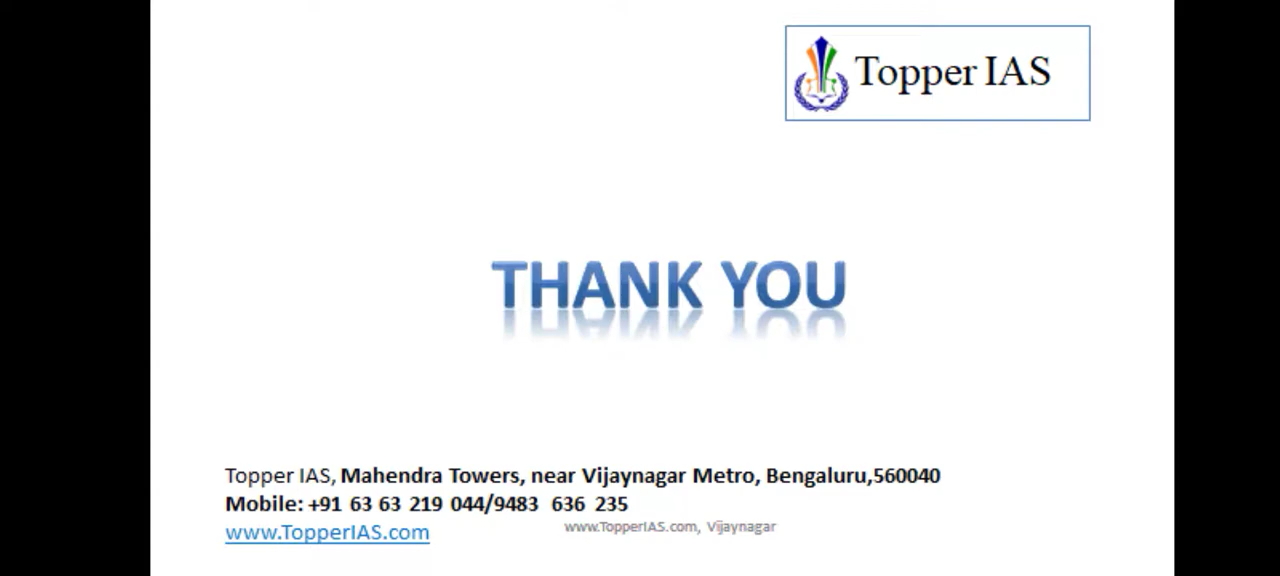 Topper IAS
THANK YOU
Topper IAS, Mahendra Towers, near Vijaynagar Metro, Bengaluru,560040
Mobile: +91 63 63 219 044/9483 636 235
www.TopperIAS.com
www.TopperIAS.com, Vijaynagar